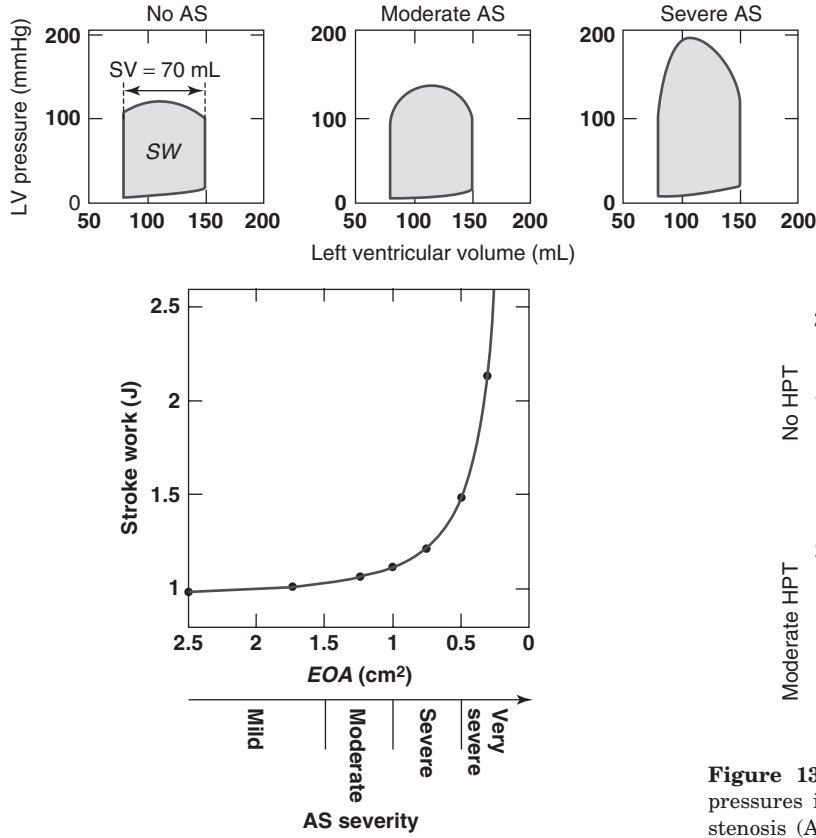 No AS
Moderate AS
Severe AS
LV pressure (mmHg)
200
100
0
SV = 70 mL
SW
50 100 150 200
200
100
0
50 100 150 200
200
100
0
50 100 150 200
Left ventricular volume (mL)
Stroke work (J)
2.5
2
1.5
1
2.5 2 1.5 1 0.5 0
EOA (cm²)
Mild
Moderate
Severe
Very
severe
AS severity
No HPT
Moderate HPT
Figure 13
pressures i
stenosis (A